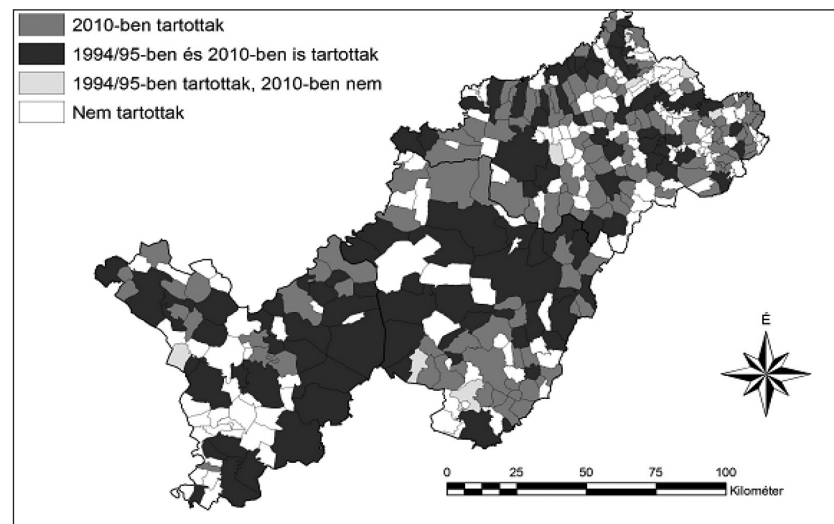 2010-ben tartottak
1994/95-ben és 2010-ben is tartottak
1994/95-ben tartottak, 2010-ben nem
Nem tartottak
É
0 25 50 75 100
Kilométer